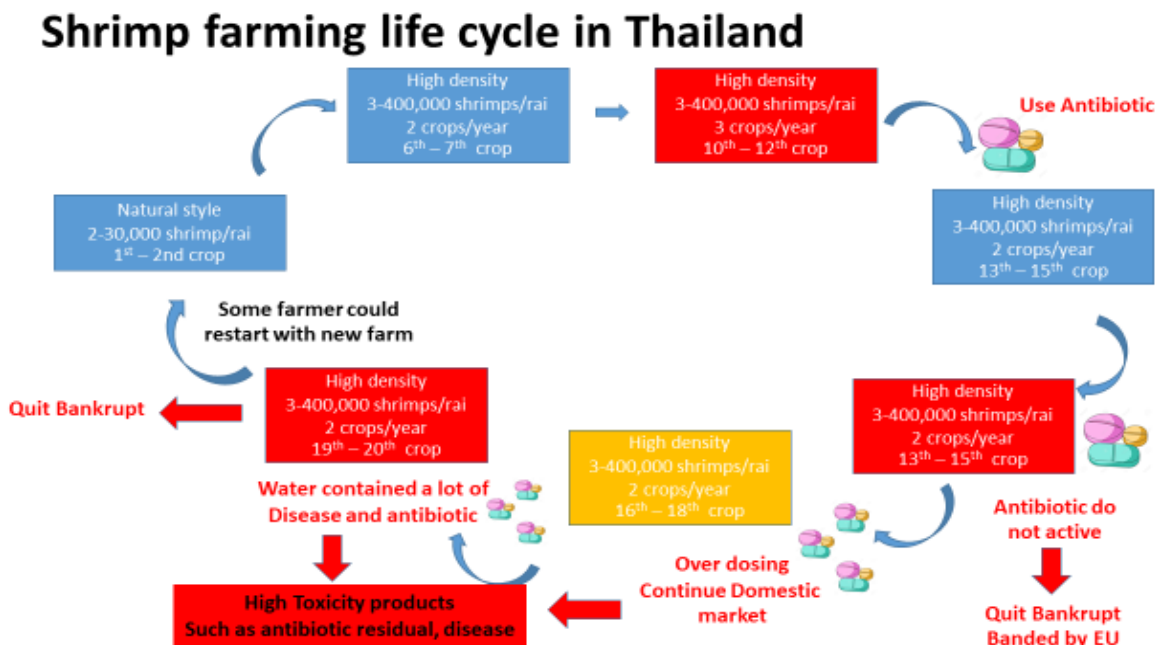 Shrimp farming life cycle in Thailand
High density
3-400,000 shrimps/rai
2 crops/year
6th – 7th crop
High density
3-400,000 shrimps/rai
3 crops/year
10th – 12th crop
Use Antibiotic
Natural style
2-30,000 shrimp/rai
1st – 2nd crop
High density
3-400,000 shrimps/rai
2 crops/year
13th – 15th crop
Some farmer could
restart with new farm
High density
3-400,000 shrimps/rai
2 crops/year
19th – 20th crop
Quit Bankrupt
High density
3-400,000 shrimps/rai
2 crops/year
13th – 15th crop
High density
3-400,000 shrimps/rai
2 crops/year
16th – 18th crop
Water contained a lot of
Disease and antibiotic
Antibiotic do
not active
Over dosing
Continue Domestic
market
High Toxicity products
Such as antibiotic residual, disease
Quit Bankrupt
Banded by EU